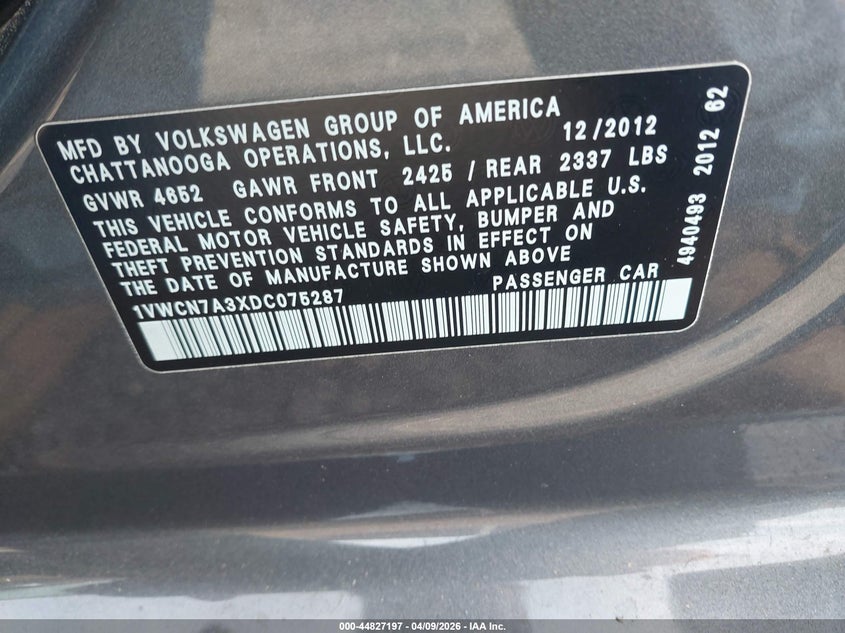 MFD BY VOLKSWAGEN GROUP OF AMERICA
CHATTANOOGA OPERATIONS, LLC. 12/2012
GVWR 4652 GAWR FRONT 2425 / REAR 2337 LBS
THIS VEHICLE CONFORMS TO ALL APPLICABLE U.S.
FEDERAL MOTOR VEHICLE SAFETY, BUMPER AND
THEFT PREVENTION STANDARDS IN EFFECT ON
THE DATE OF MANUFACTURE SHOWN ABOVE
1VWCN7A3XDC075287 PASSENGER CAR
4940493 2012 62
000-44827197 - 04/09/2026 - IAA Inc.